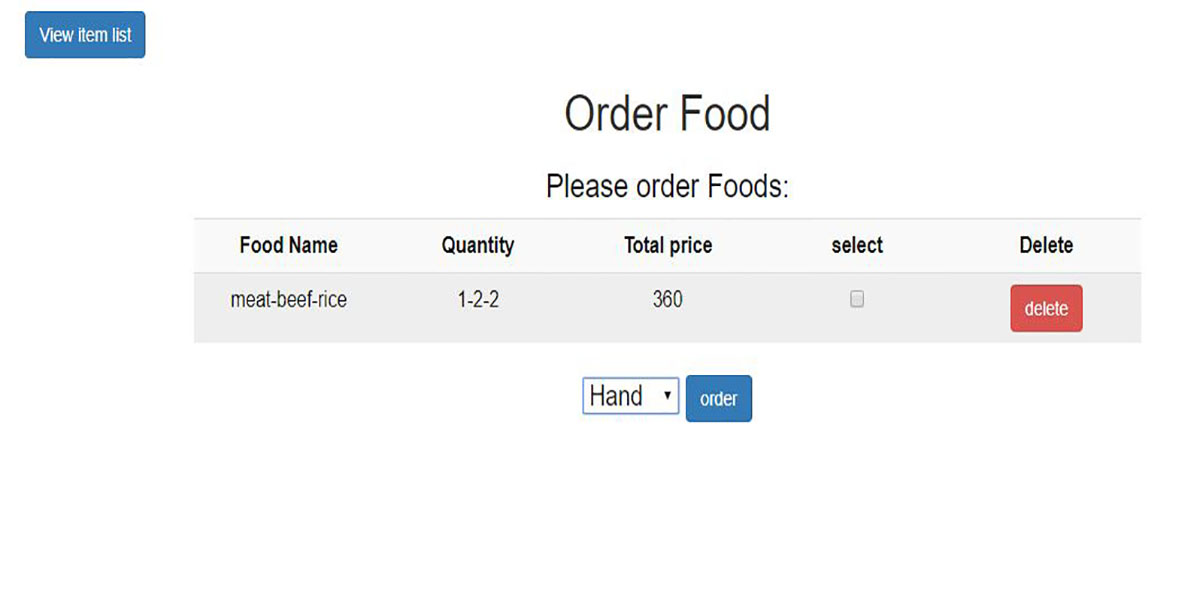 View item list
Order Food
Please order Foods:
Food Name Quantity Total price select Delete
meat-beef-rice 1-2-2 360 delete
Hand order